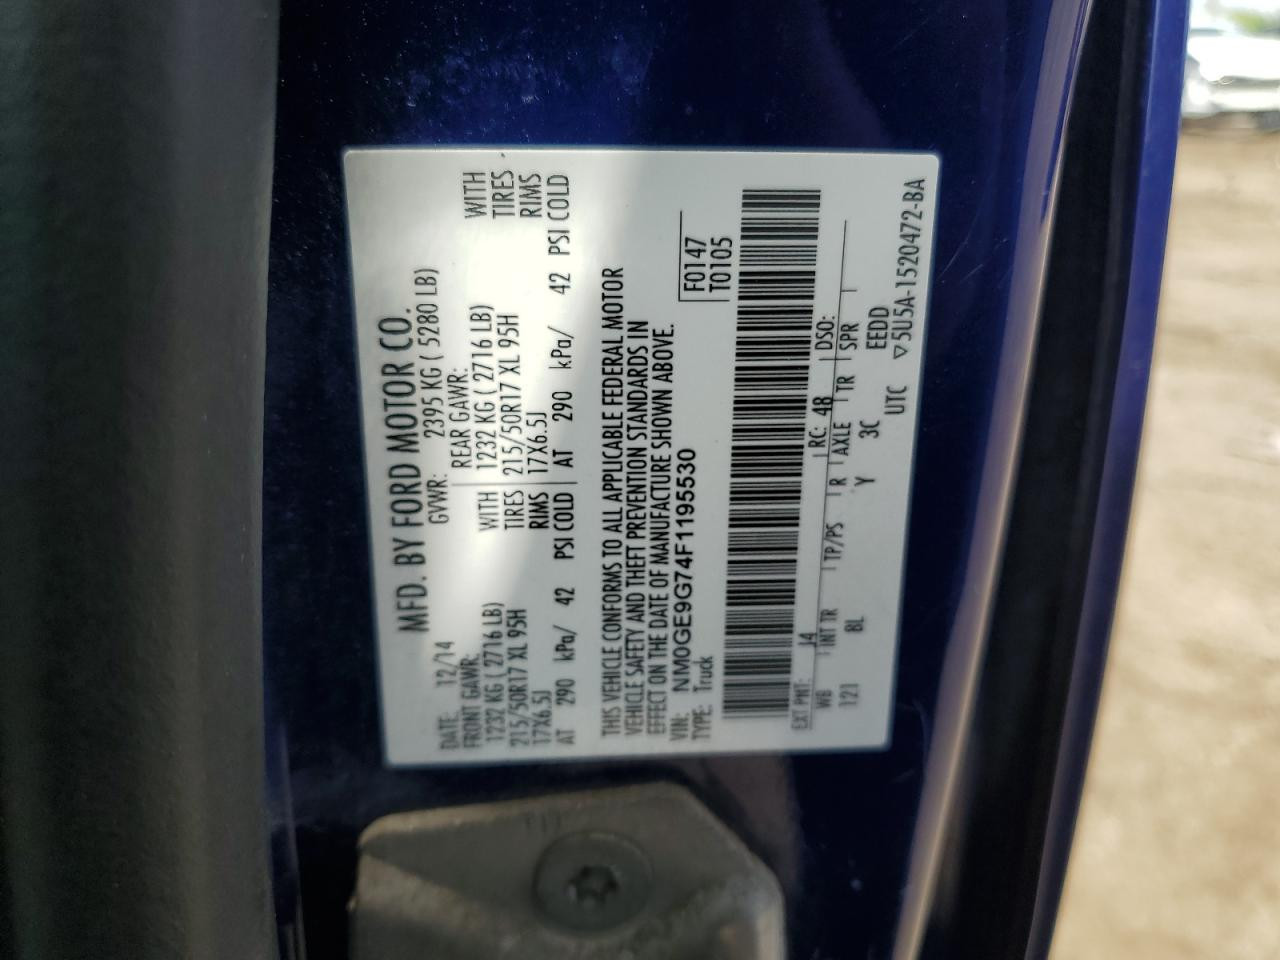 MFD. BY FORD MOTOR CO.
DATE: 12/14 GVWR: 2395 KG ( 5280 LB)
FRONT GAWR: REAR GAWR:
1232 KG ( 2716 LB) WITH 1232 KG ( 2716 LB) WITH
215/50R17 XL 95H TIRES 215/50R17 XL 95H TIRES
17X6.5J RIMS 17X6.5J RIMS
AT 290 kPa/ 42 PSI COLD AT 290 kPa/ 42 PSI COLD
THIS VEHICLE CONFORMS TO ALL APPLICABLE FEDERAL MOTOR
VEHICLE SAFETY AND THEFT PREVENTION STANDARDS IN
EFFECT ON THE DATE OF MANUFACTURE SHOWN ABOVE.
VIN: NM0GE9G74F1195530 F0147
TYPE: Truck T0105
EXT PNT: J4 RC: 48 DSO:
WB INT TR TP/PS R AXLE TR SPR
121 BL Y 3C EEDD
UTC ▽5U5A-1520472-BA